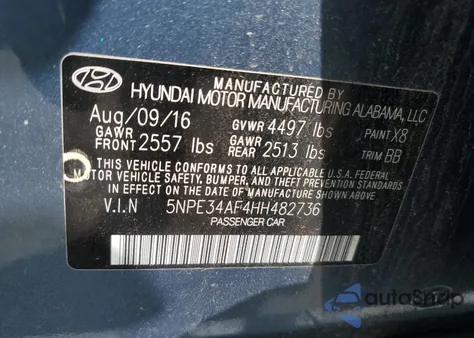 MANUFACTURED BY
HYUNDAI MOTOR MANUFACTURING ALABAMA, LLC
Aug/09/16 GVWR 4497 lbs PAINT X8
GAWR FRONT 2557 lbs GAWR REAR 2513 lbs TRIM BB
THIS VEHICLE CONFORMS TO ALL APPLICABLE U.S.A. FEDERAL
MOTOR VEHICLE SAFETY, BUMPER, AND THEFT PREVENTION STANDARDS
IN EFFECT ON THE DATE OF MANUFACTURE SHOWN ABOVE.
V.I.N 5NPE34AF4HH482736
PASSENGER CAR
autoSnap